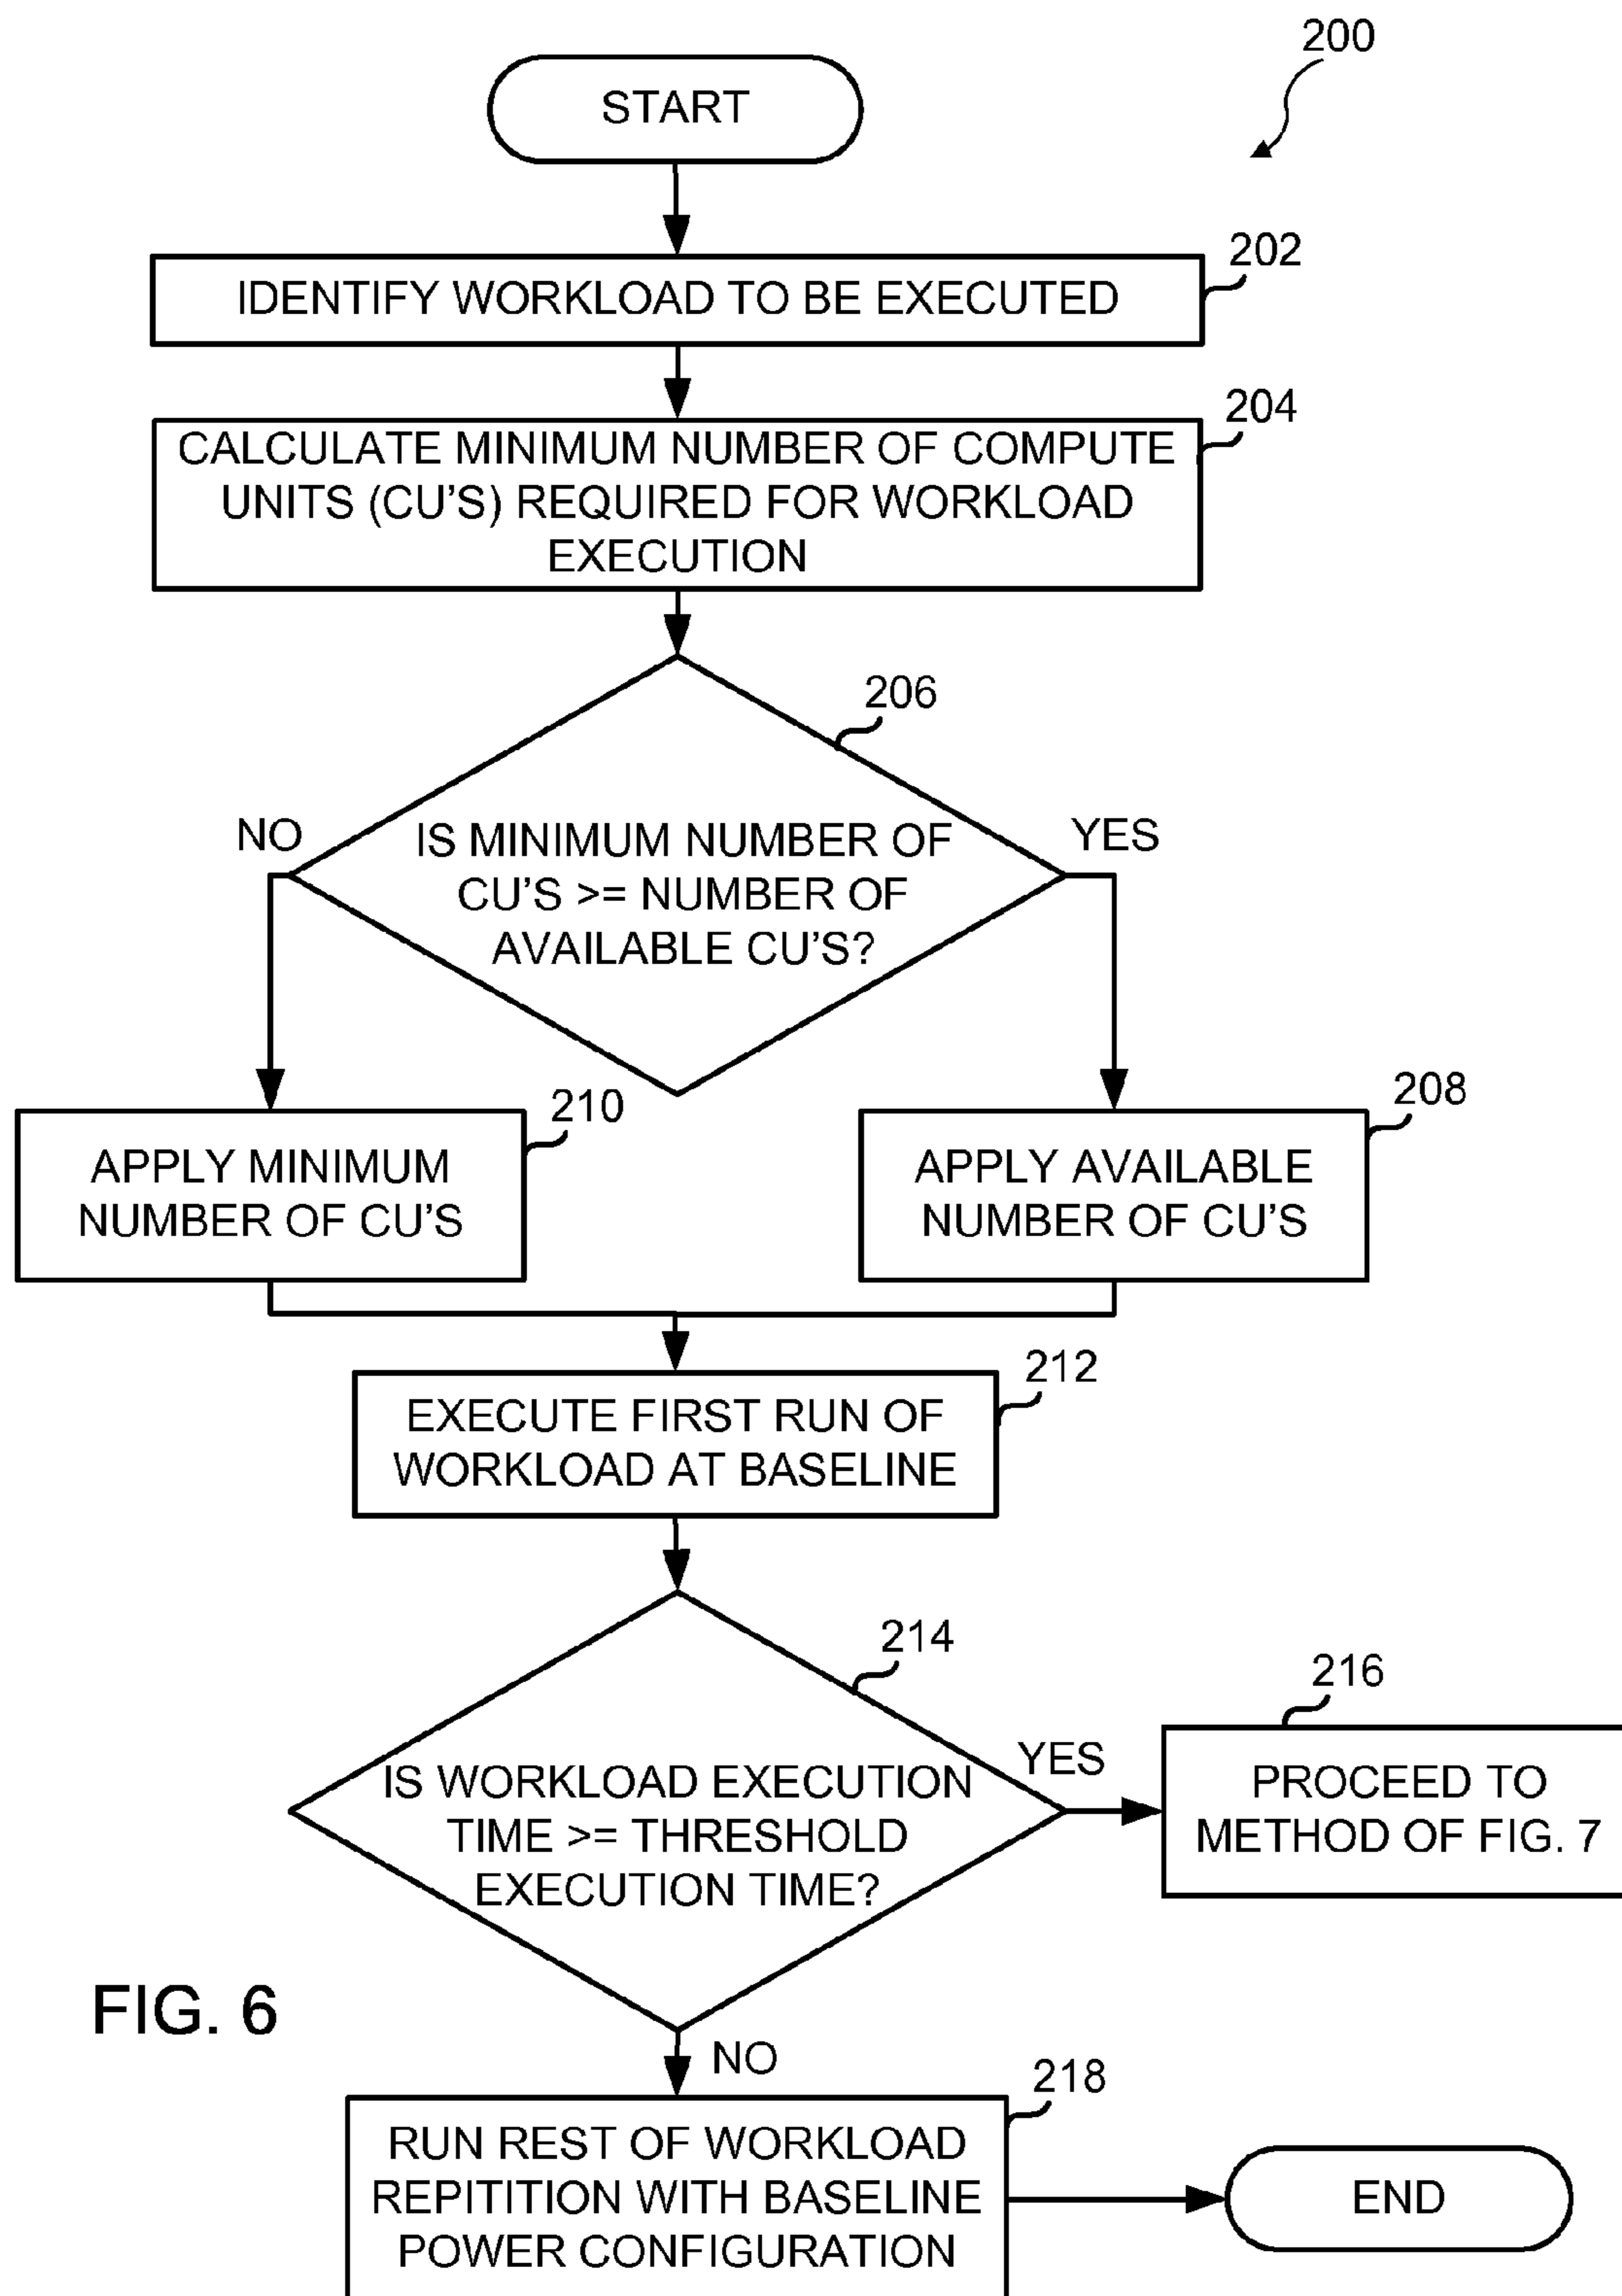 200
START
202
IDENTIFY WORKLOAD TO BE EXECUTED
204
CALCULATE MINIMUM NUMBER OF COMPUTE
UNITS (CU'S) REQUIRED FOR WORKLOAD
EXECUTION
206
NO
YES
IS MINIMUM NUMBER OF
CU'S >= NUMBER OF
AVAILABLE CU'S?
210
208
APPLY MINIMUM
NUMBER OF CU'S
APPLY AVAILABLE
NUMBER OF CU'S
212
EXECUTE FIRST RUN OF
WORKLOAD AT BASELINE
214
216
YES
IS WORKLOAD EXECUTION
TIME >= THRESHOLD
EXECUTION TIME?
PROCEED TO
METHOD OF FIG. 7
FIG. 6
NO
218
RUN REST OF WORKLOAD
REPITITION WITH BASELINE
POWER CONFIGURATION
END